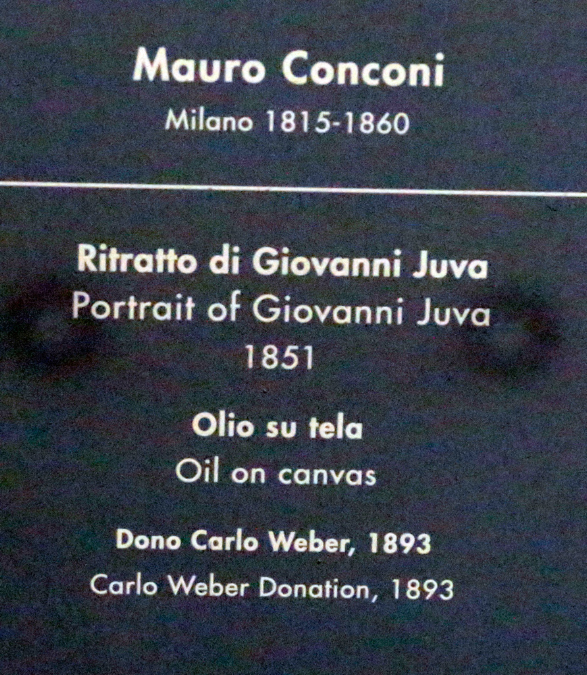 Mauro Conconi
Milano 1815-1860
Ritratto di Giovanni Juva
Portrait of Giovanni Juva
1851
Olio su tela
Oil on canvas
Dono Carlo Weber, 1893
Carlo Weber Donation, 1893